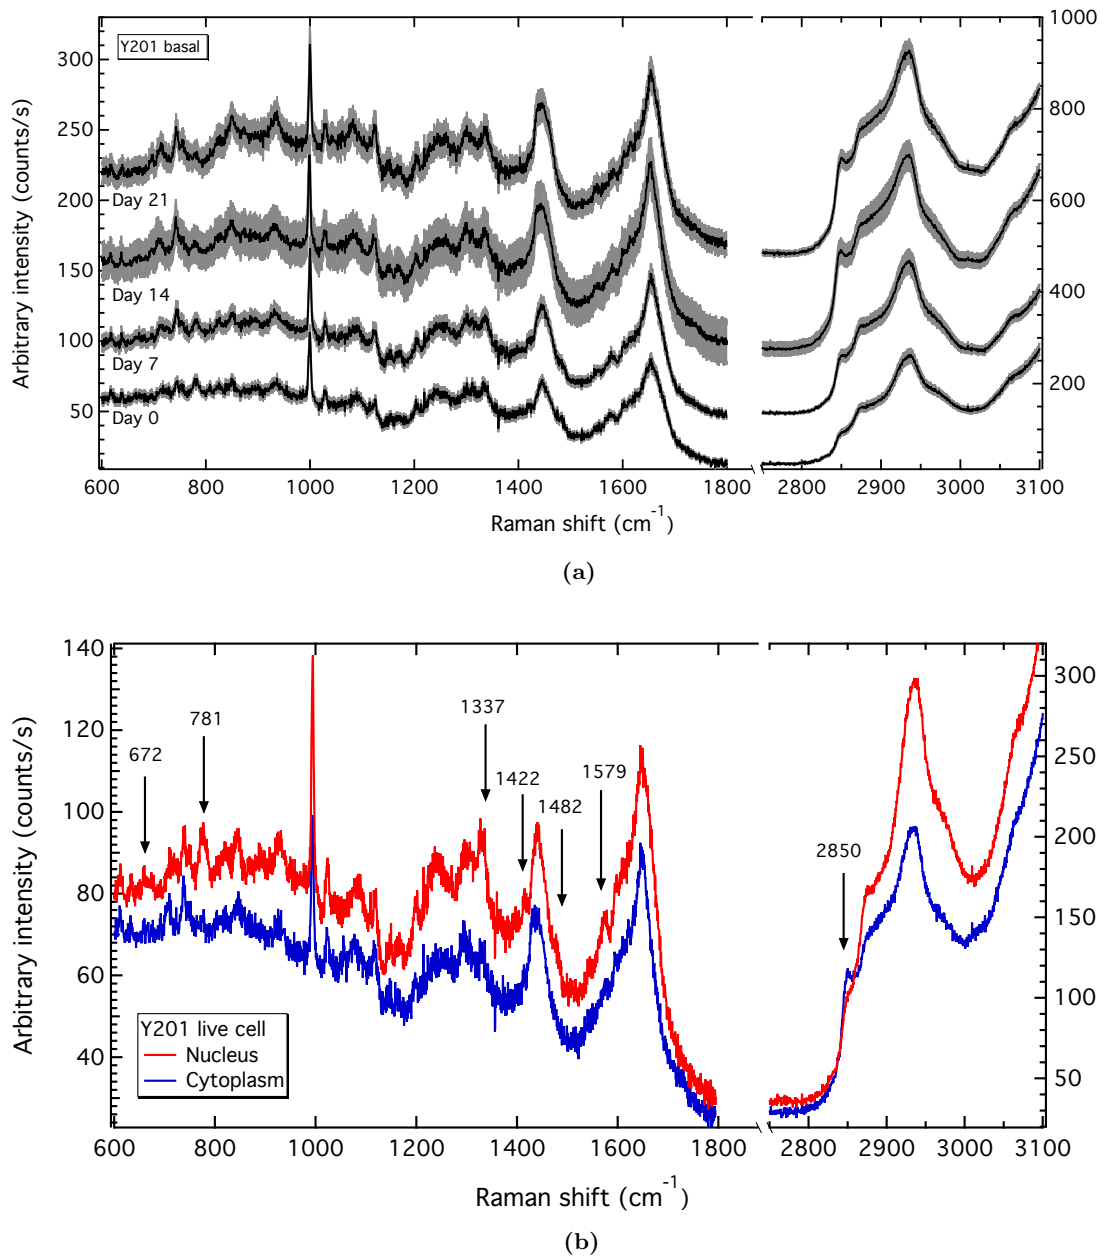 Y201 basal
Arbitrary intensity (counts/s)
300
250
200
150
100
50
1000
800
600
400
200
Day 21
Day 14
Day 7
Day 0
600 800 1000 1200 1400 1600 1800 2800 2900 3000 3100
Raman shift (cm-1)
(a)
Arbitrary intensity (counts/s)
140
120
100
80
60
40
300
250
200
150
100
50
672
781
1337
1422
1482
1579
2850
Y201 live cell
Nucleus
Cytoplasm
600 800 1000 1200 1400 1600 1800 2800 2900 3000 3100
Raman shift (cm-1)
(b)